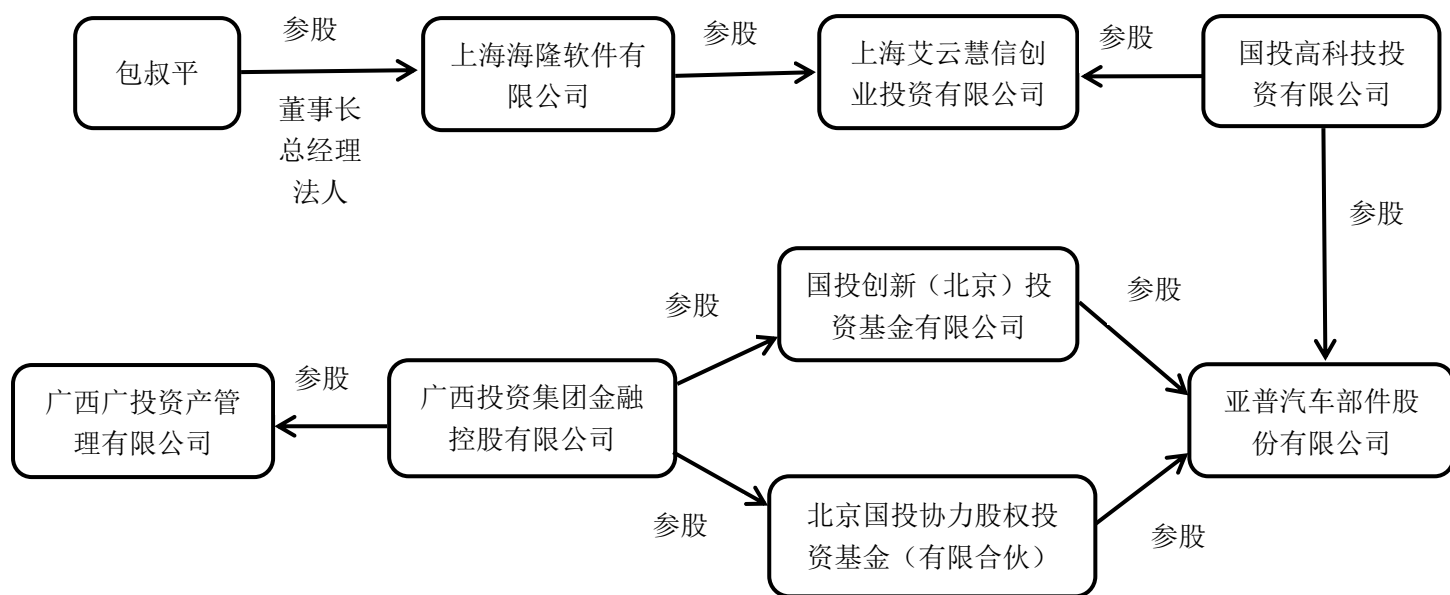 参股
参股
参股
包叔平
上海海隆软件有
限公司
上海艾云慧信创
业投资有限公司
国投高科技投
资有限公司
董事长
总经理
法人
参股
国投创新（北京）投
资基金有限公司
参股
参股
参股
广西广投资产管
理有限公司
广西投资集团金融
控股有限公司
亚普汽车部件股
份有限公司
参股
北京国投协力股权投
资基金（有限合伙）
参股